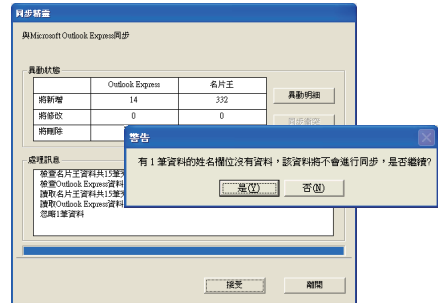 同步精靈
與Microsoft Outlook Express同步
異動狀態
Outlook Express 名片王
將新增 14 332 異動明細
將修改 0 0 同步衝突
將刪除
警告
有 1 筆資料的姓名欄位沒有資料，該資料將不會進行同步，是否繼續?
是(Y) 否(N)
處理訊息
檢查名片王資料共15筆
檢查Outlook Express資料
讀取名片王資料共15筆
讀取Outlook Express資料
忽略1筆資料
接受 離開